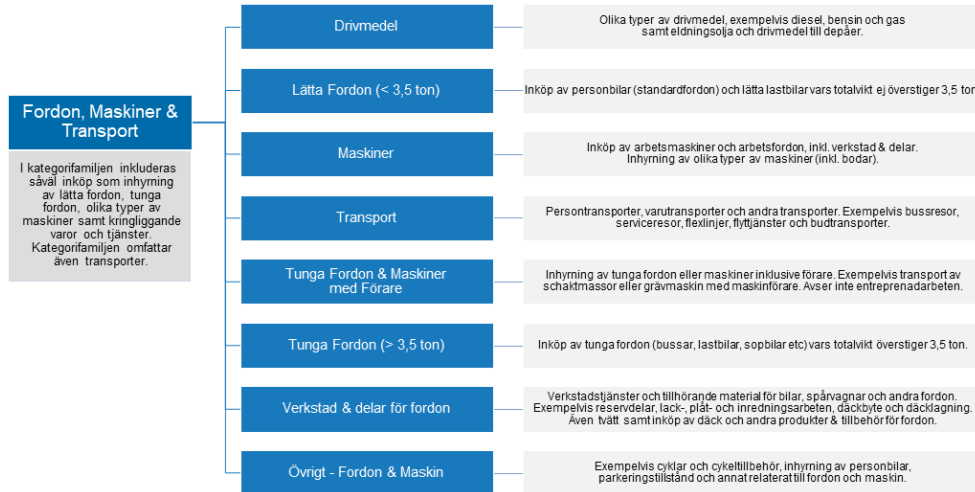 Fordon, Maskiner &
Transport
I kategorifamiljen inkluderas
såväl inköp som inhyrning
av lätta fordon, tunga
fordon, olika typer av
maskiner samt kringliggande
varor och tjänster.
Kategorifamiljen omfattar
även transporter.
Drivmedel
Olika typer av drivmedel, exempelvis diesel, bensin och gas
samt eldningsolja och drivmedel till depåer.
Lätta Fordon (< 3,5 ton)
Inköp av personbilar (standardfordon) och lätta lastbilar vars totalvikt ej överstiger 3,5 ton
Maskiner
Inköp av arbetsmaskiner och arbetsfordon, inkl. verkstad & delar.
Inhyrning av olika typer av maskiner (inkl. bodar).
Transport
Persontransporter, varutransporter och andra transporter. Exempelvis bussresor,
serviceresor, flexlinjer, flyttjänster och budtransporter.
Tunga Fordon & Maskiner
med Förare
Inhyrning av tunga fordon eller maskiner inklusive förare. Exempelvis transport av
schaktmassor eller grävmaskin med maskinförare. Avser inte entreprenadarbeten.
Tunga Fordon (> 3,5 ton)
Inköp av tunga fordon (bussar, lastbilar, sopbilar etc) vars totalvikt överstiger 3,5 ton.
Verkstad & delar för fordon
Verkstadstjänster och tillhörande material för bilar, spårvagnar och andra fordon.
Exempelvis reservdelar, lack-, plåt- och inredningsarbeten, däckbyte och däcklagning.
Även tvätt samt inköp av däck och andra produkter & tillbehör för fordon.
Övrigt - Fordon & Maskin
Exempelvis cyklar och cykeltillbehör, inhyrning av personbilar,
parkeringstillstånd och annat relaterat till fordon och maskin.